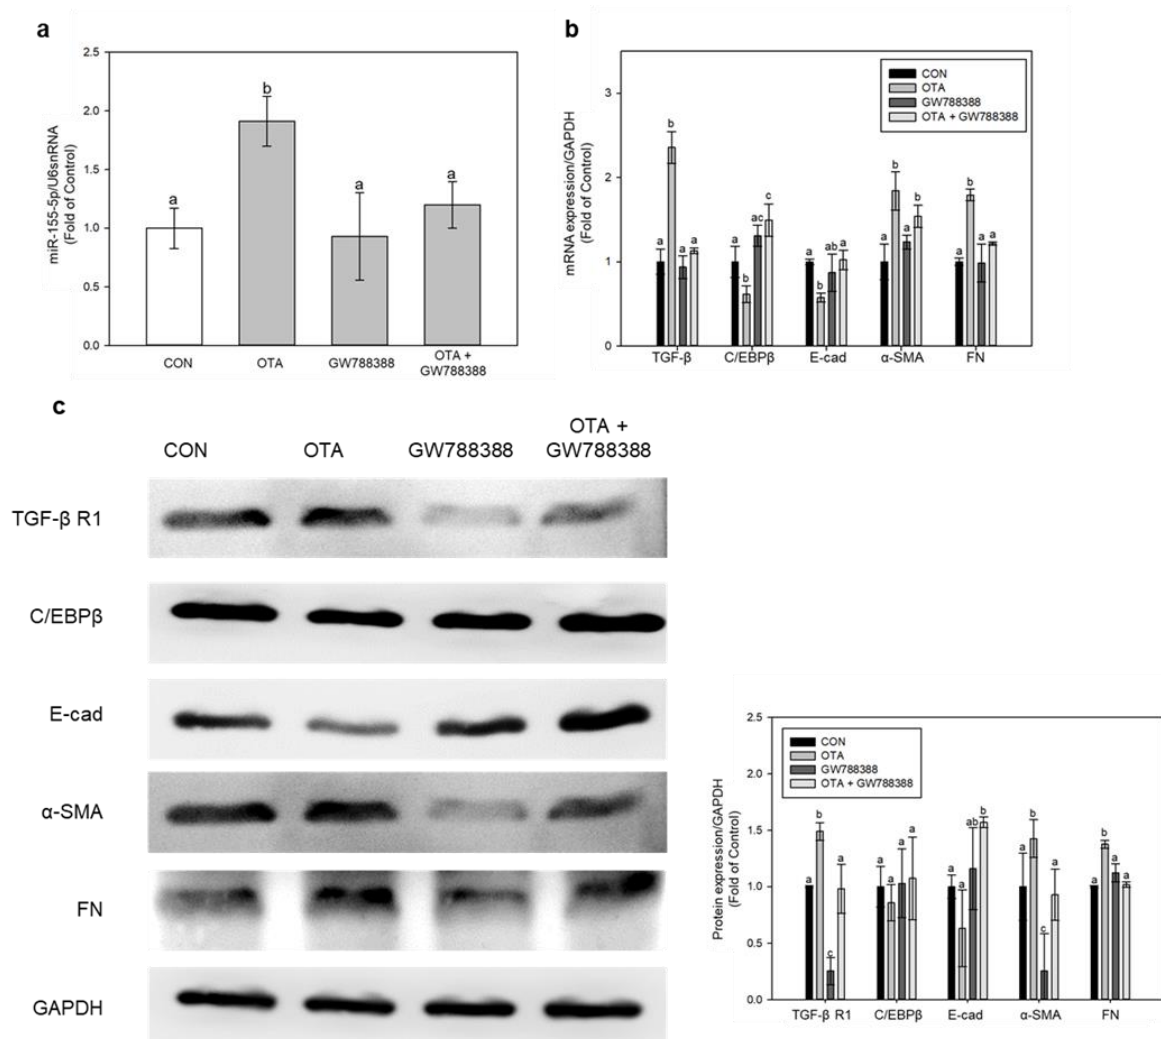 a
2.5
2.0
1.5
1.0
0.5
0.0
miR-155-5p/U6snRNA
(Fold of Control)
a
b
a
a
CON
OTA
GW788388
OTA +
GW788388
b
3
2
1
0
mRNA expression/GAPDH
(Fold of Control)
CON
OTA
GW788388
OTA + GW788388
a b a a
a b ac c
a b ab a
a b a b
a b a a
TGF-β
C/EBPβ
E-cad
α-SMA
FN
c
CON
OTA
GW788388
OTA +
GW788388
TGF-β R1
C/EBPβ
E-cad
α-SMA
FN
GAPDH
2.5
2.0
1.5
1.0
0.5
0.0
Protein expression/GAPDH
(Fold of Control)
CON
OTA
GW788388
OTA + GW788388
a b c a
a a a a
a a ab b
a b c a
a b a a
TGF-β R1
C/EBPβ
E-cad
α-SMA
FN